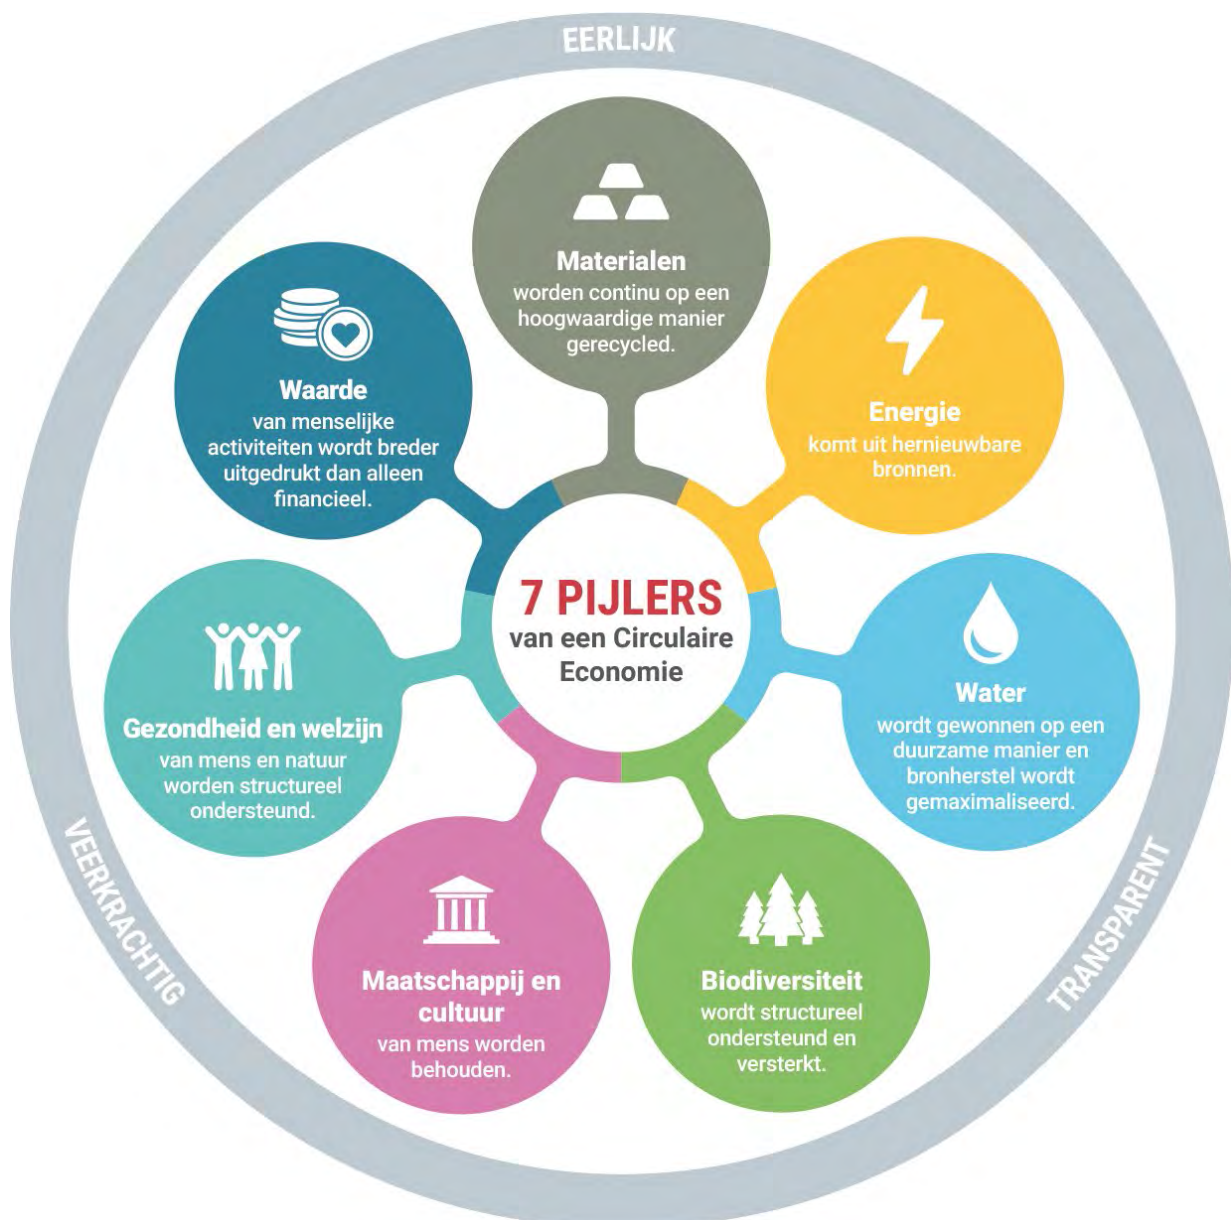 EERLIJK
Materialen
worden continu op een
hoogwaardige manier
gerecycled.
Energie
komt uit hernieuwbare
bronnen.
Water
wordt gewonnen op een
duurzame manier en
bronherstel wordt
gemaximaliseerd.
Biodiversiteit
wordt structureel
ondersteund en
versterkt.
Maatschappij en
cultuur
van mens worden
behouden.
Gezondheid en welzijn
van mens en natuur
worden structureel
ondersteund.
Waarde
van menselijke
activiteiten wordt breder
uitgedrukt dan alleen
financieel.
7 PIJLERS
van een Circulaire
Economie
TRANSPARENT
VEERKRACHTIG